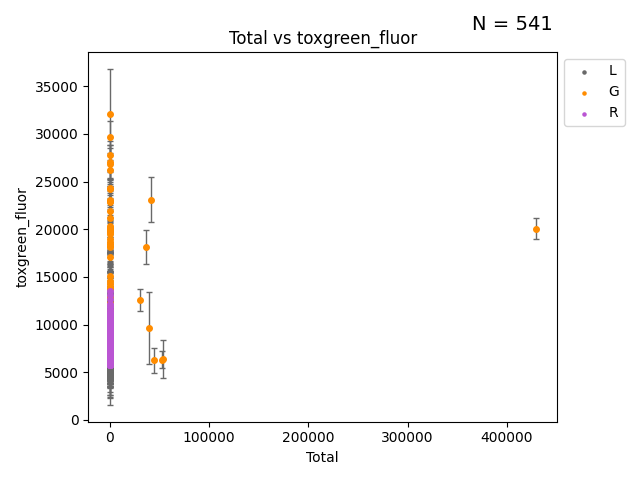 N = 541
Total vs toxgreen_fluor
L
G
R
toxgreen_fluor
35000
30000
25000
20000
15000
10000
5000
0
0 100000 200000 300000 400000
Total